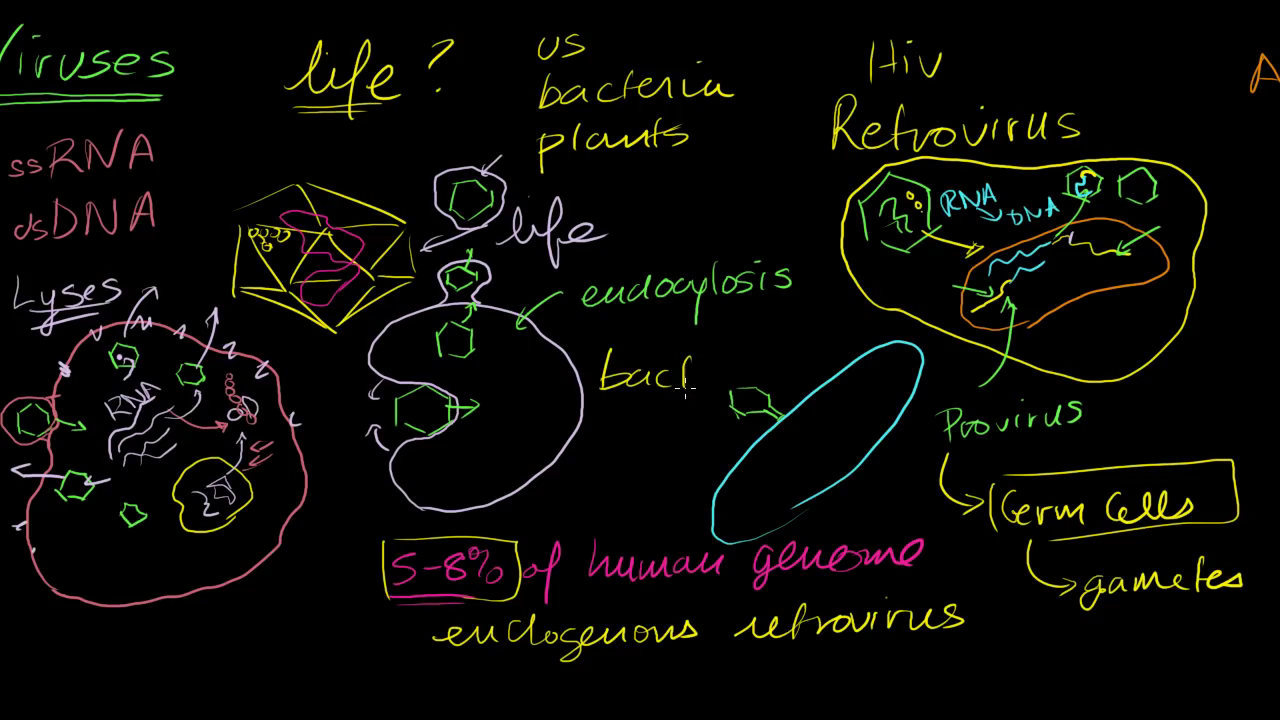 Viruses
life ?
us
bacteria
plants
Hiv
Retrovirus
A
ssRNA
dsDNA
Lyses
life
endocytosis
bact
RNA
RNA
DNA
Provirus
Germ Cells
gametes
5-8% of human genome
endogenous retrovirus